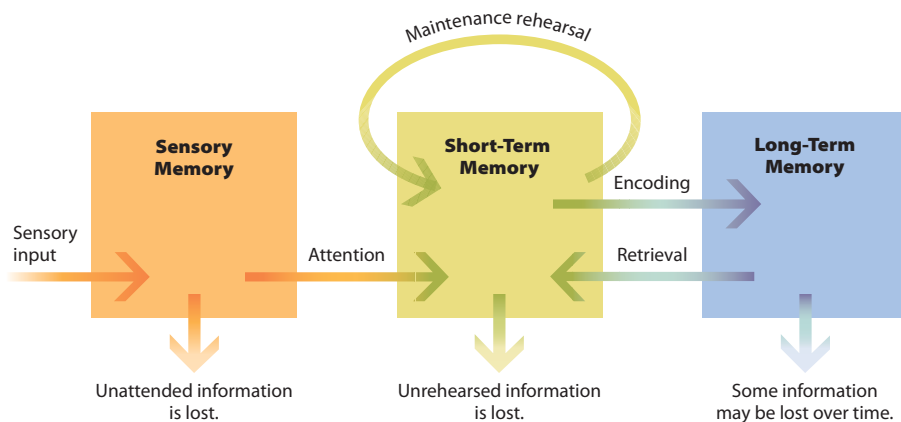 Maintenance rehearsal
Sensory
Memory
Short-Term
Memory
Long-Term
Memory
Encoding
Sensory
input
Attention
Retrieval
Unattended information
is lost.
Unrehearsed information
is lost.
Some information
may be lost over time.